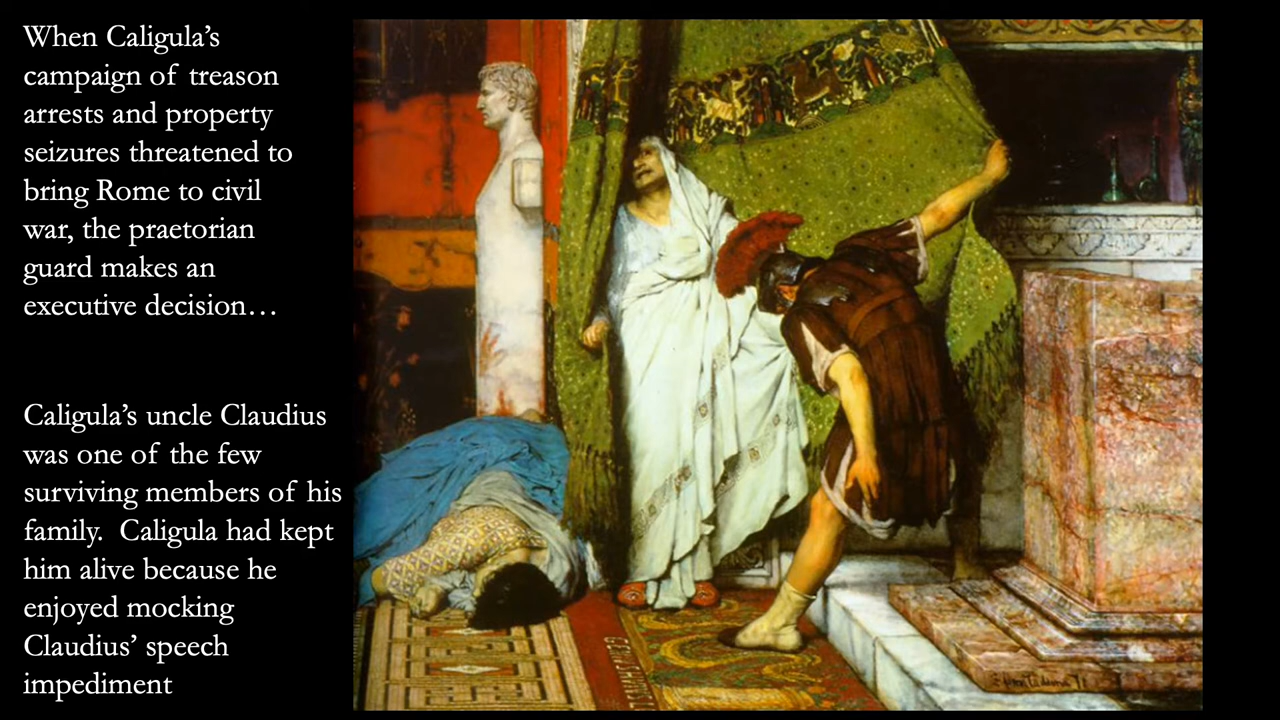 When Caligula’s
campaign of treason
arrests and property
seizures threatened to
bring Rome to civil
war, the praetorian
guard makes an
executive decision…
Caligula’s uncle Claudius
was one of the few
surviving members of his
family.  Caligula had kept
him alive because he
enjoyed mocking
Claudius’ speech
impediment